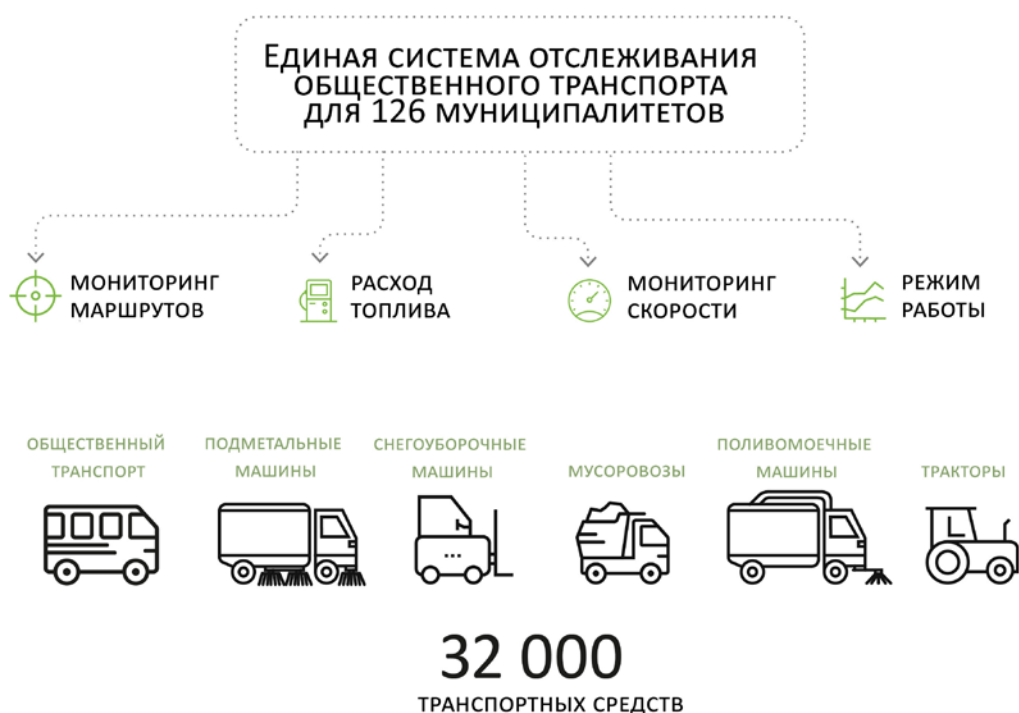 Единая система отслеживания
общественного транспорта
для 126 муниципалитетов
МОНИТОРИНГ
МАРШРУТОВ
РАСХОД
ТОПЛИВА
МОНИТОРИНГ
СКОРОСТИ
РЕЖИМ
РАБОТЫ
ОБЩЕСТВЕННЫЙ
ТРАНСПОРТ
ПОДМЕТАЛЬНЫЕ
МАШИНЫ
СНЕГОУБОРОЧНЫЕ
МАШИНЫ
МУСОРОВОЗЫ
ПОЛИВОМОЕЧНЫЕ
МАШИНЫ
ТРАКТОРЫ
32 000
ТРАНСПОРТНЫХ СРЕДСТВ